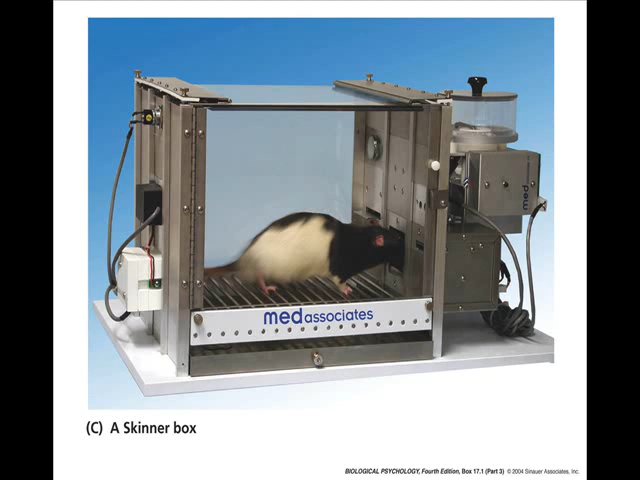 med
med associates
(C) A Skinner box
BIOLOGICAL PSYCHOLOGY, Fourth Edition, Box 17.1 (Part 3) © 2004 Sinauer Associates, Inc.